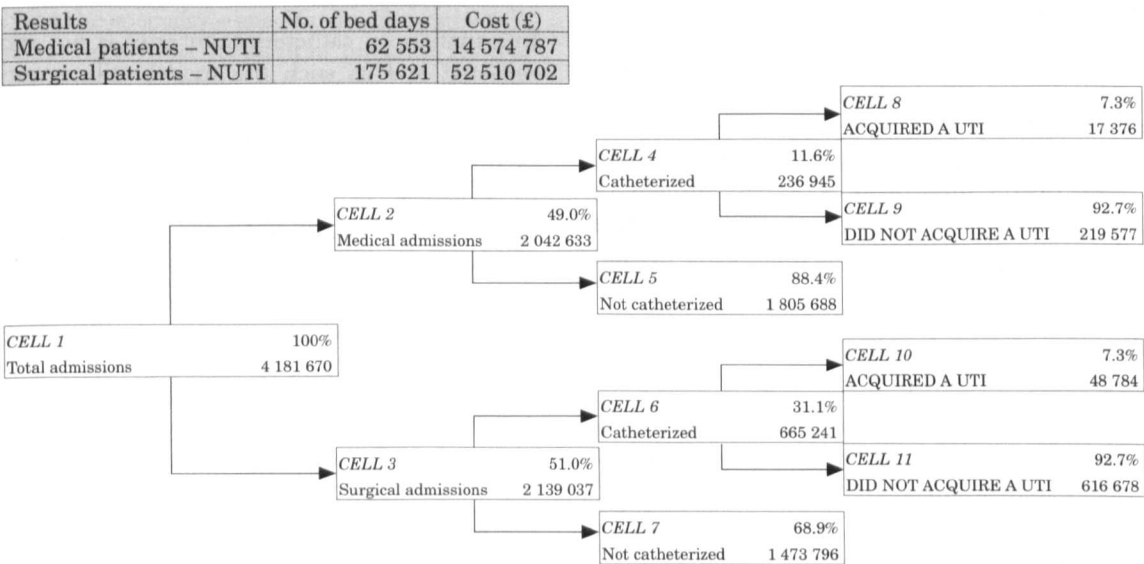 Results No. of bed days Cost (£)
Medical patients – NUTI 62 553 14 574 787
Surgical patients – NUTI 175 621 52 510 702
CELL 8 7.3%
ACQUIRED A UTI 17 376
CELL 4 11.6%
Catheterized 236 945
CELL 9 92.7%
DID NOT ACQUIRE A UTI 219 577
CELL 2 49.0%
Medical admissions 2 042 633
CELL 5 88.4%
Not catheterized 1 805 688
CELL 1 100%
Total admissions 4 181 670
CELL 10 7.3%
ACQUIRED A UTI 48 784
CELL 6 31.1%
Catheterized 665 241
CELL 3 51.0%
Surgical admissions 2 139 037
CELL 11 92.7%
DID NOT ACQUIRE A UTI 616 678
CELL 7 68.9%
Not catheterized 1 473 796